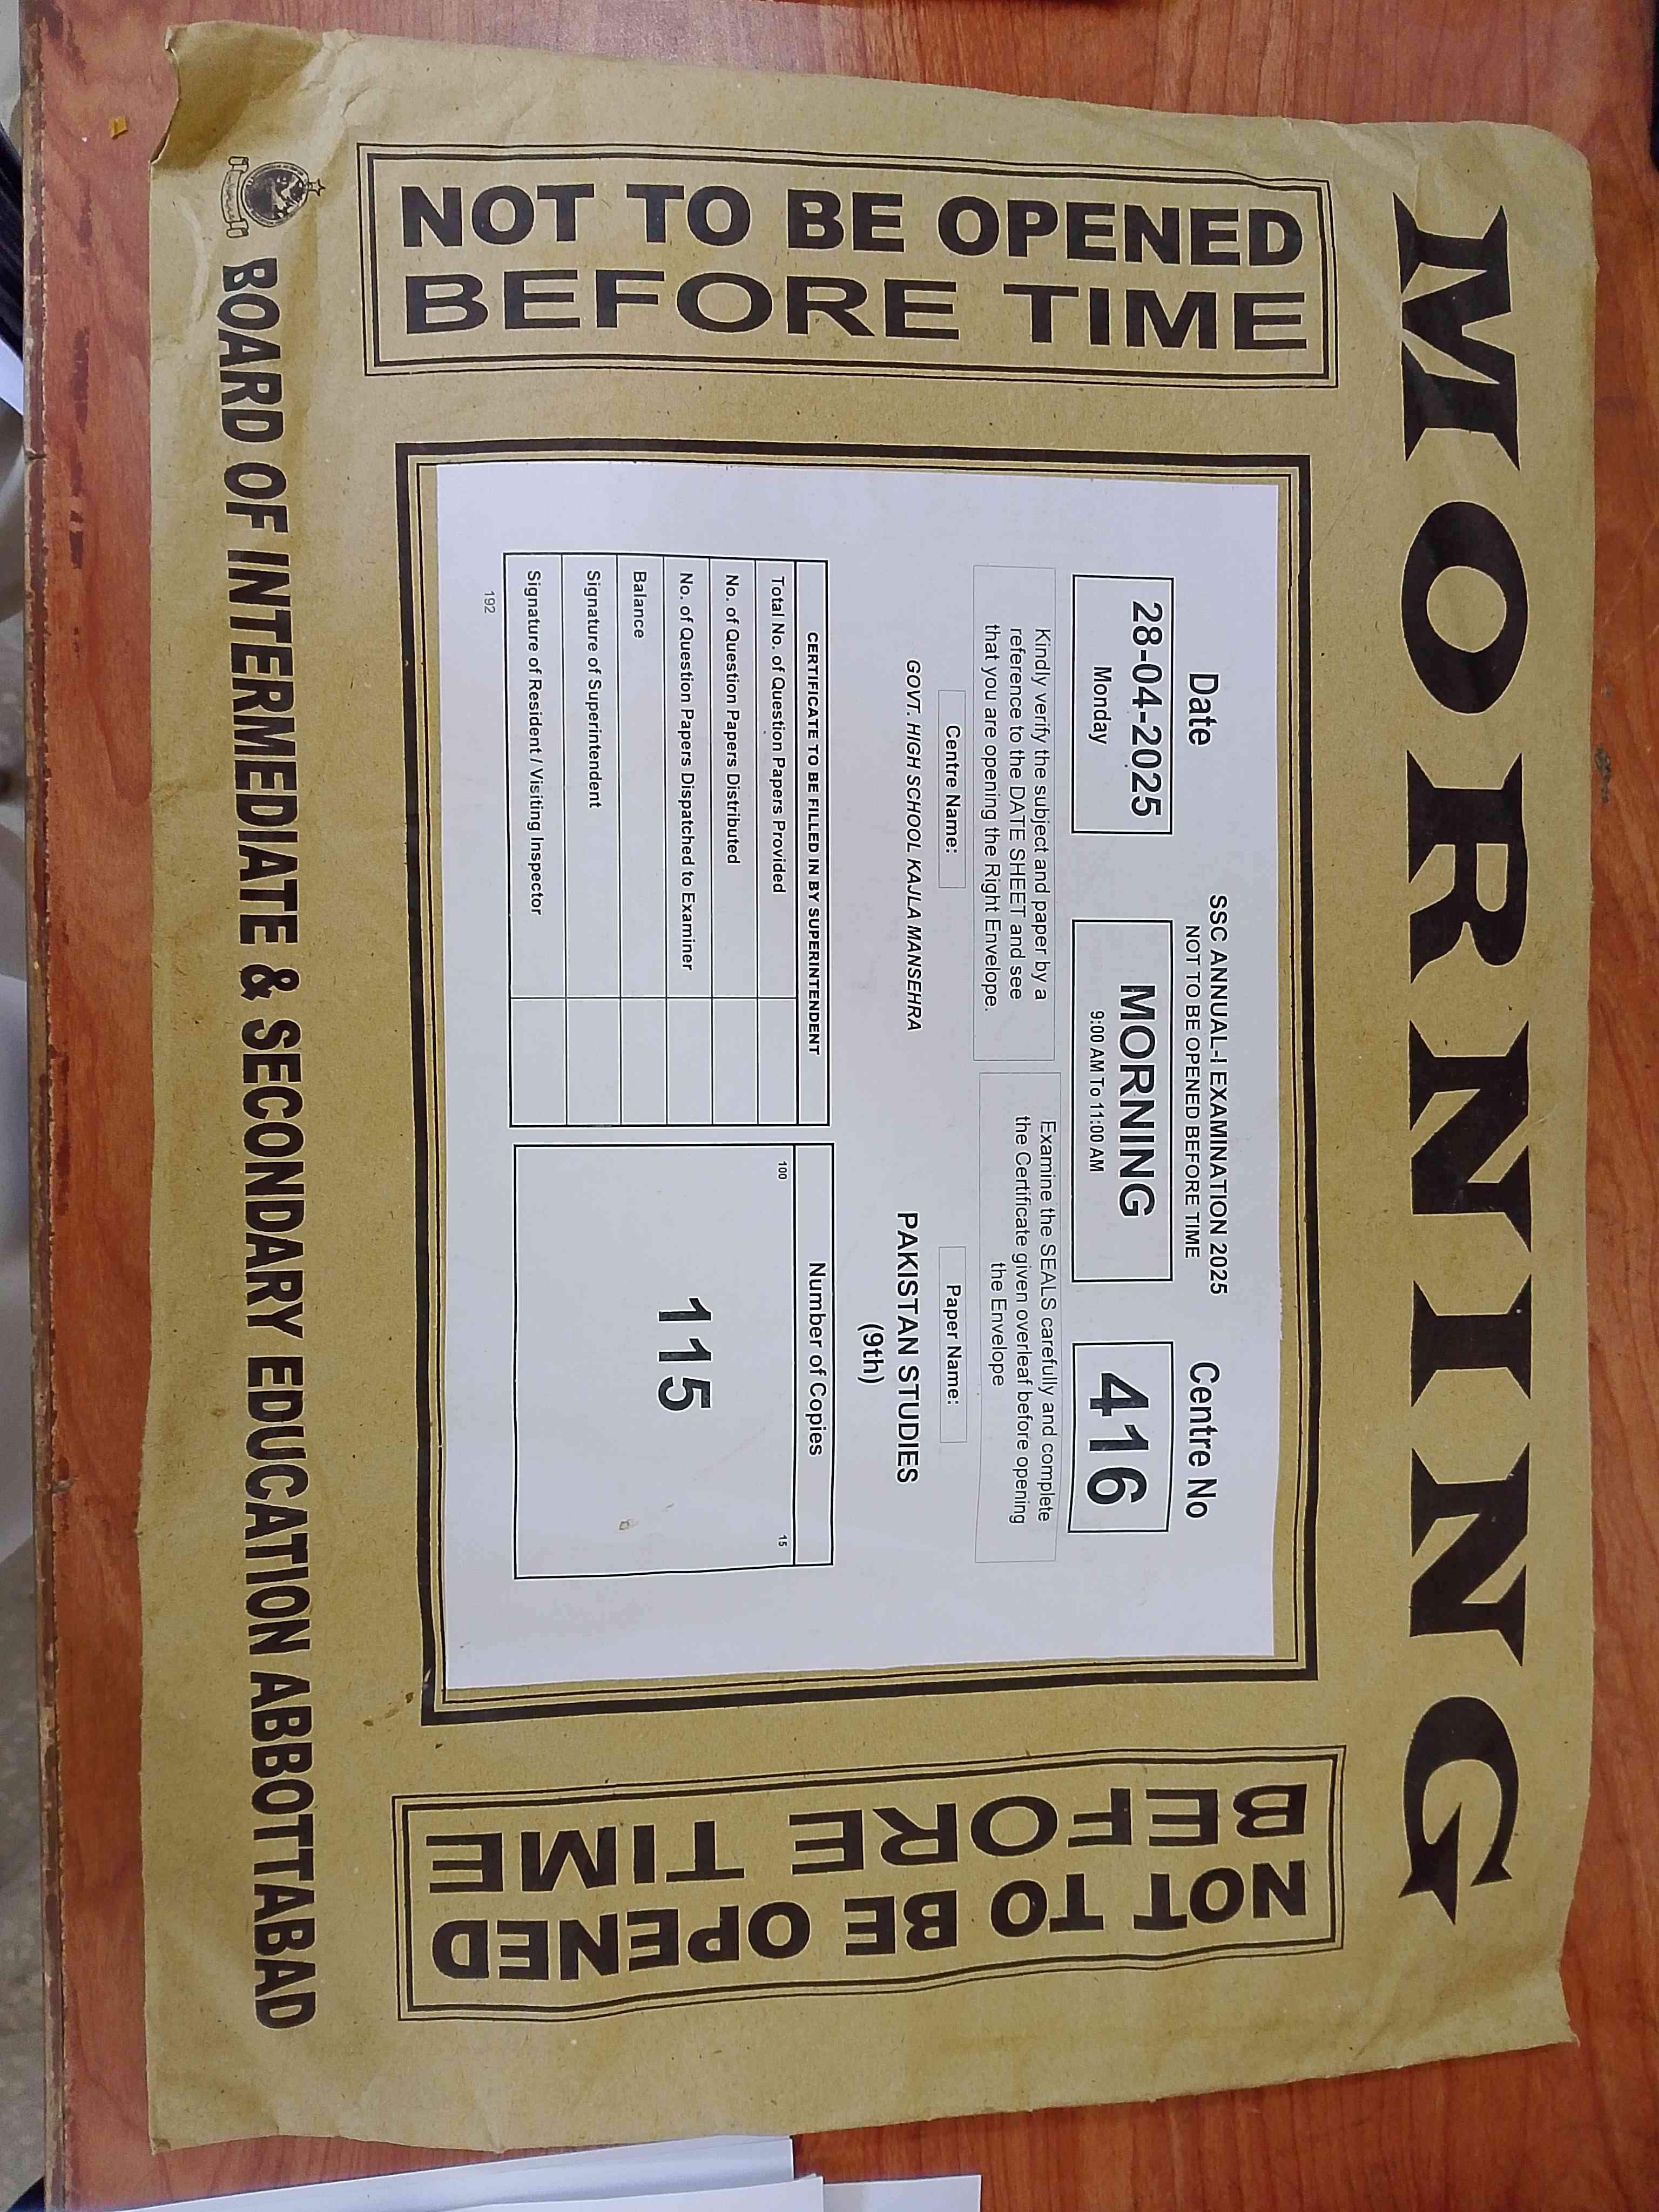 MORNING
NOT TO BE OPENED
BEFORE TIME
SSC ANNUAL-I EXAMINATION 2025
NOT TO BE OPENED BEFORE TIME
Date
Centre No
28-04-2025
Monday
MORNING
9:00 AM To 11:00 AM
416
Kindly verify the subject and paper by a
reference to the DATE SHEET and see
that you are opening the Right Envelope.
Examine the SEALS carefully and complete
the Certificate given overleaf before opening
the Envelope
Centre Name:
Paper Name:
GOVT. HIGH SCHOOL KAJLA MANSEHRA
PAKISTAN STUDIES
(9th)
CERTIFICATE TO BE FILLED IN BY SUPERINTENDENT
Total No. of Question Papers Provided
No. of Question Papers Distributed
No. of Question Papers Dispatched to Examiner
Balance
Signature of Superintendent
Signature of Resident / Visiting Inspector
Number of Copies
100
15
115
192
NOT TO BE OPENED
BEFORE TIME
BOARD OF INTERMEDIATE & SECONDARY EDUCATION ABBOTTABAD